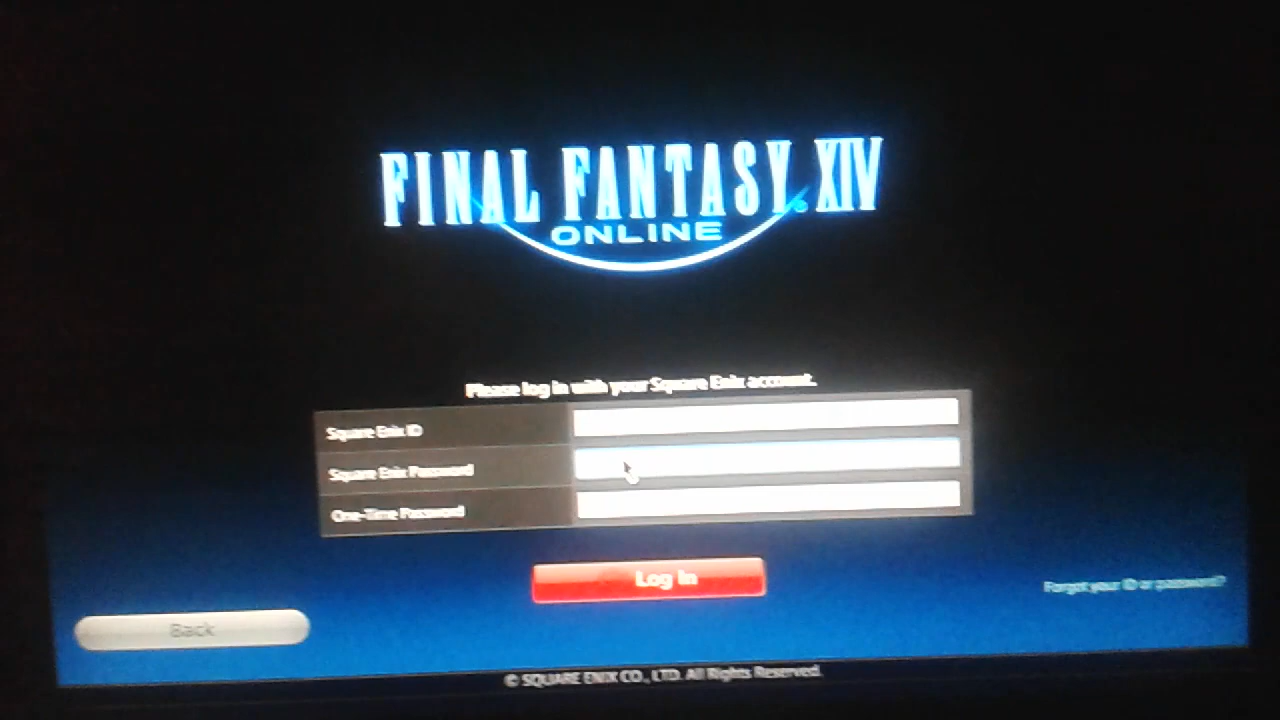 FINAL FANTASY® XIV
ONLINE
Please log in with your Square Enix account.
Square Enix ID
Square Enix Password
One-Time Password
Log In
Forgot your ID or password?
Back
© SQUARE ENIX CO., LTD. All Rights Reserved.